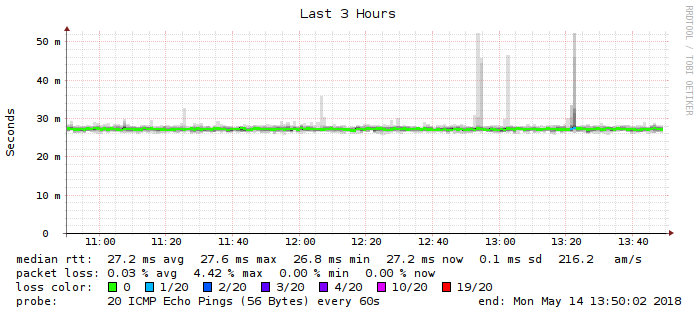 Last 3 Hours
RRDTOOL / TOBI OETIKER
Seconds
50 m
40 m
30 m
20 m
10 m
0
11:00 11:20 11:40 12:00 12:20 12:40 13:00 13:20 13:40
median rtt: 27.2 ms avg 27.6 ms max 26.8 ms min 27.2 ms now 0.1 ms sd 216.2 am/s
packet loss: 0.03 % avg 4.42 % max 0.00 % min 0.00 % now
loss color: 0 1/20 2/20 3/20 4/20 10/20 19/20
probe: 20 ICMP Echo Pings (56 Bytes) every 60s end: Mon May 14 13:50:02 2018